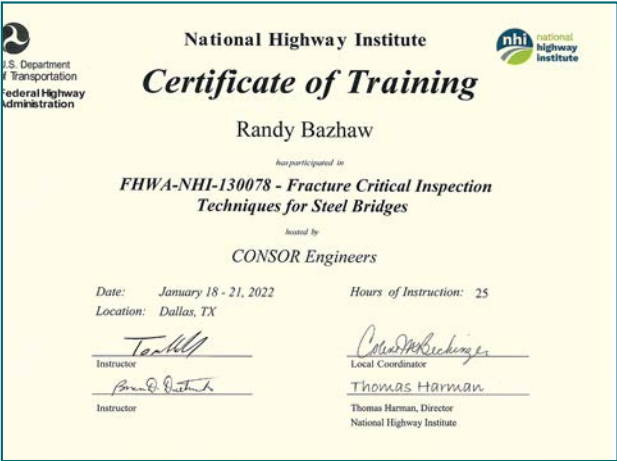 U.S. Department
of Transportation
Federal Highway
Administration
National Highway Institute
nhi national
highway
institute
Certificate of Training
Randy Bazhaw
has participated in
FHWA-NHI-130078 - Fracture Critical Inspection
Techniques for Steel Bridges
hosted by
CONSOR Engineers
Date: January 18 - 21, 2022
Hours of Instruction: 25
Location: Dallas, TX
Instructor
Local Coordinator
Thomas Harman
Instructor
Thomas Harman, Director
National Highway Institute